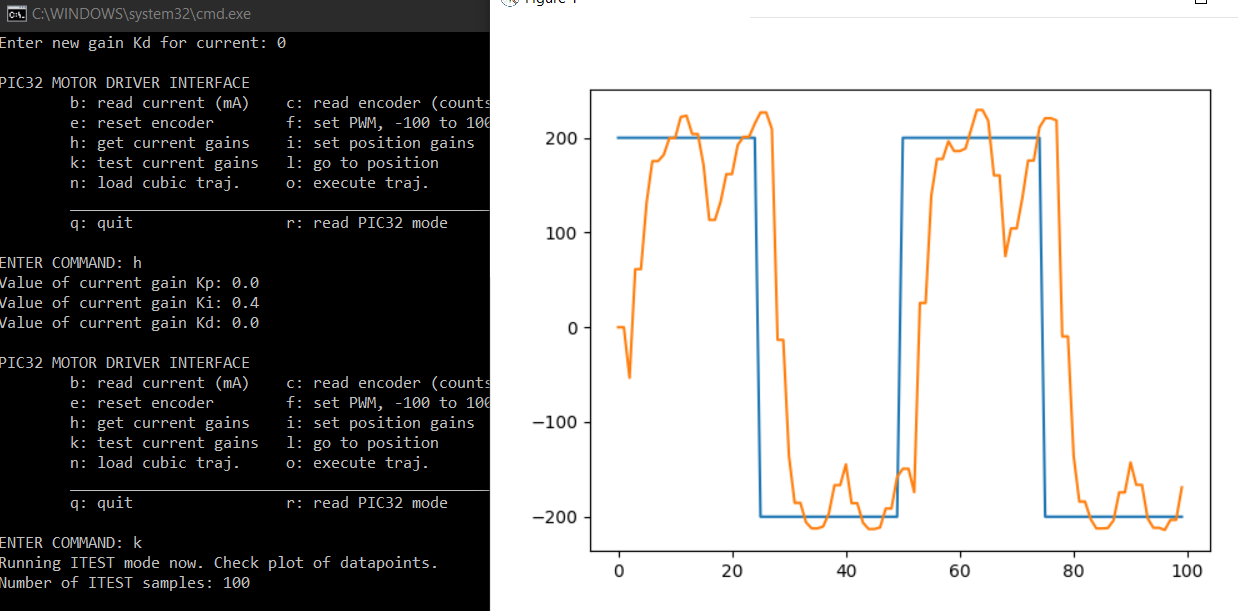 C:\WINDOWS\system32\cmd.exe
Enter new gain Kd for current: 0
PIC32 MOTOR DRIVER INTERFACE
b: read current (mA) c: read encoder (counts
e: reset encoder f: set PWM, -100 to 100
h: get current gains i: set position gains
k: test current gains l: go to position
n: load cubic traj. o: execute traj.
q: quit r: read PIC32 mode
ENTER COMMAND: h
Value of current gain Kp: 0.0
Value of current gain Ki: 0.4
Value of current gain Kd: 0.0
PIC32 MOTOR DRIVER INTERFACE
b: read current (mA) c: read encoder (counts
e: reset encoder f: set PWM, -100 to 100
h: get current gains i: set position gains
k: test current gains l: go to position
n: load cubic traj. o: execute traj.
q: quit r: read PIC32 mode
ENTER COMMAND: k
Running ITEST mode now. Check plot of datapoints.
Number of ITEST samples: 100
Figure 1
200
100
0
−100
−200
0 20 40 60 80 100